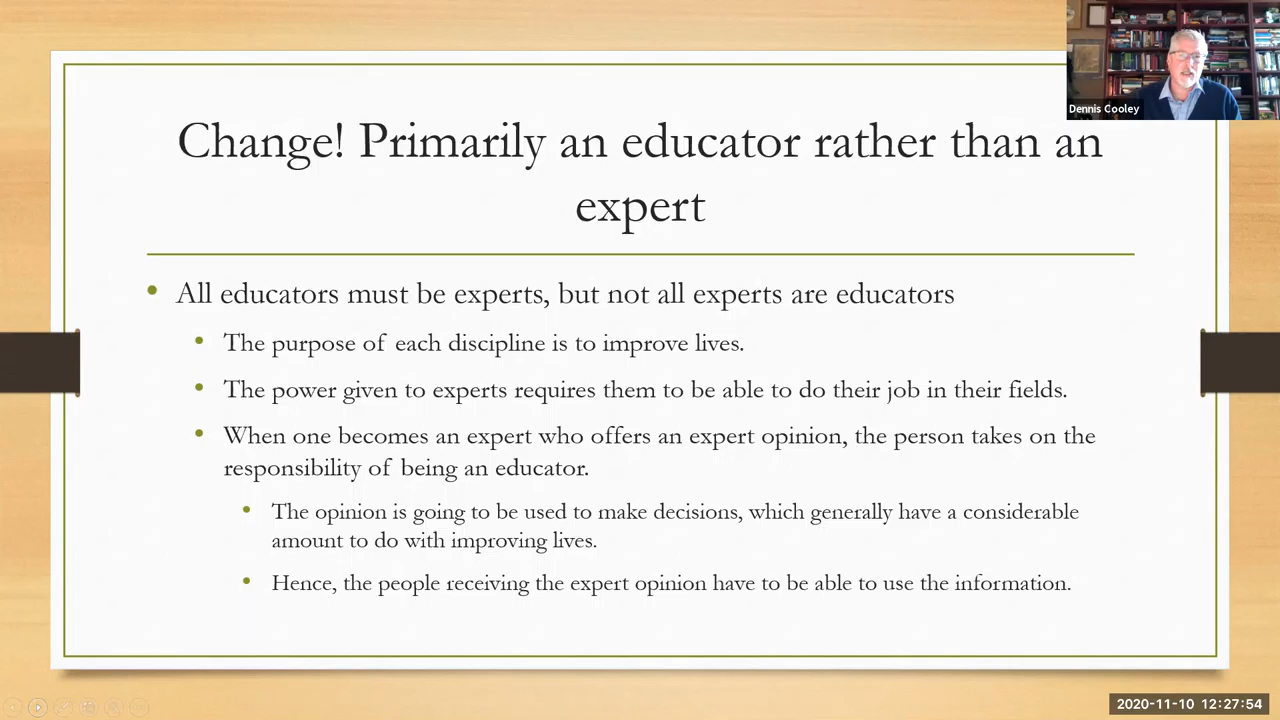 Dennis Cooley
Change! Primarily an educator rather than an
expert
• All educators must be experts, but not all experts are educators
• The purpose of each discipline is to improve lives.
• The power given to experts requires them to be able to do their job in their fields.
• When one becomes an expert who offers an expert opinion, the person takes on the
responsibility of being an educator.
• The opinion is going to be used to make decisions, which generally have a considerable
amount to do with improving lives.
• Hence, the people receiving the expert opinion have to be able to use the information.
2020-11-10 12:27:54